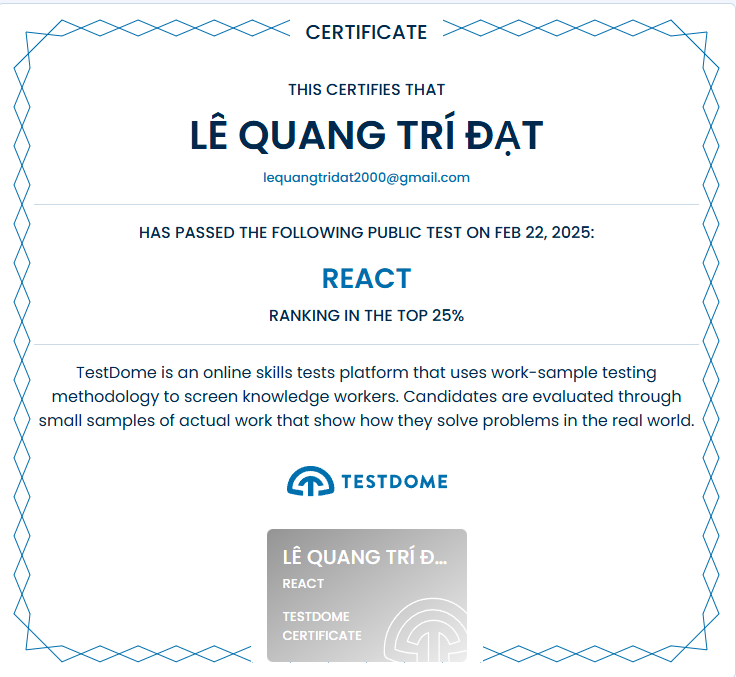 CERTIFICATE
THIS CERTIFIES THAT
LÊ QUANG TRÍ ĐẠT
lequangtridat2000@gmail.com
HAS PASSED THE FOLLOWING PUBLIC TEST ON FEB 22, 2025:
REACT
RANKING IN THE TOP 25%
TestDome is an online skills tests platform that uses work-sample testing
methodology to screen knowledge workers. Candidates are evaluated through
small samples of actual work that show how they solve problems in the real world.
TESTDOME
LÊ QUANG TRÍ Đ...
REACT
TESTDOME
CERTIFICATE